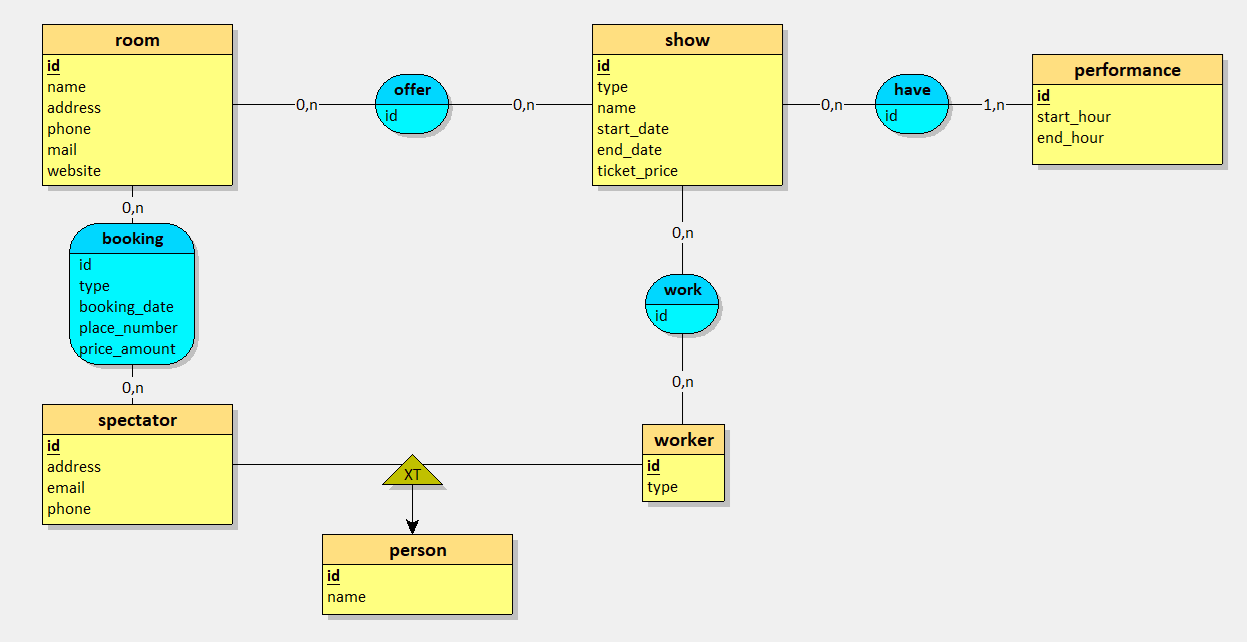 room
id
name
address
phone
mail
website
0,n
offer
id
0,n
show
id
type
name
start_date
end_date
ticket_price
0,n
have
id
1,n
performance
id
start_hour
end_hour
0,n
booking
id
type
booking_date
place_number
price_amount
0,n
0,n
work
id
0,n
spectator
id
address
email
phone
XT
worker
id
type
person
id
name